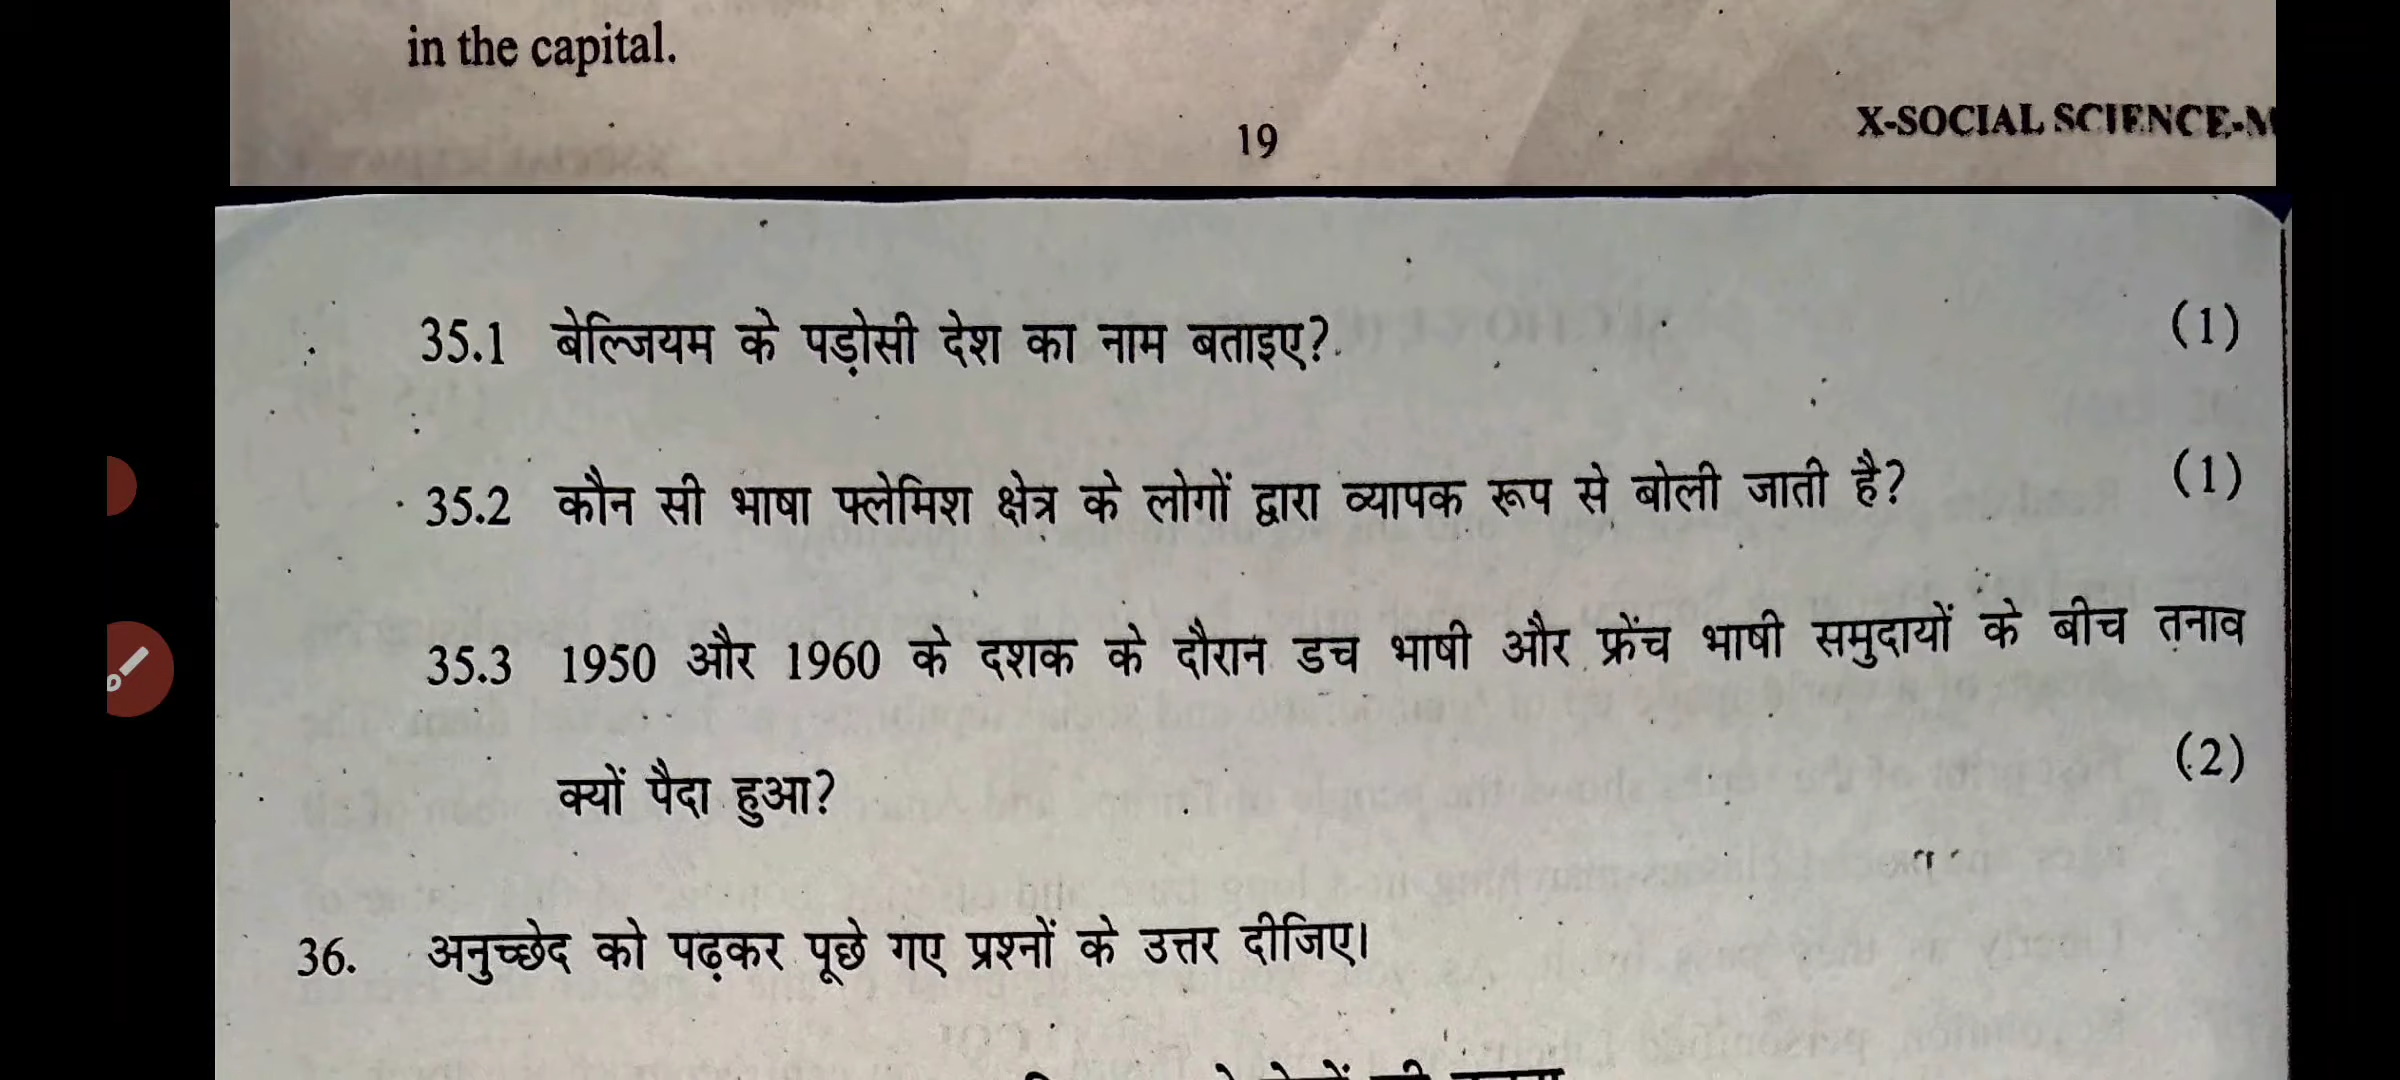 in the capital.
19
X-SOCIAL SCIENCE-M
35.1 बेल्जियम के पड़ोसी देश का नाम बताइए? (1)
35.2 कौन सी भाषा फ्लेमिश क्षेत्र के लोगों द्वारा व्यापक रूप से बोली जाती है? (1)
35.3 1950 और 1960 के दशक के दौरान डच भाषी और फ्रेंच भाषी समुदायों के बीच तनाव
क्यों पैदा हुआ? (2)
36. अनुच्छेद को पढ़कर पूछे गए प्रश्नों के उत्तर दीजिए।